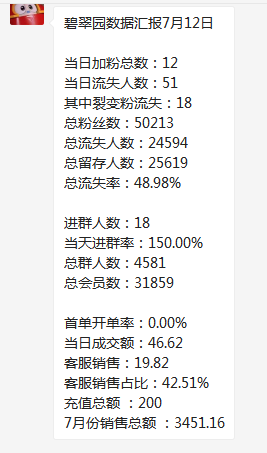 碧翠园数据汇报7月12日
当日加粉总数：12
当日流失人数：51
其中裂变粉流失：18
总粉丝数：50213
总流失人数：24594
总留存人数：25619
总流失率：48.98%
进群人数：18
当天进群率：150.00%
总群人数：4581
总会员数：31859
首单开单率：0.00%
当日成交额：46.62
客服销售：19.82
客服销售占比：42.51%
充值总额 ：200
7月份销售总额 ：3451.16